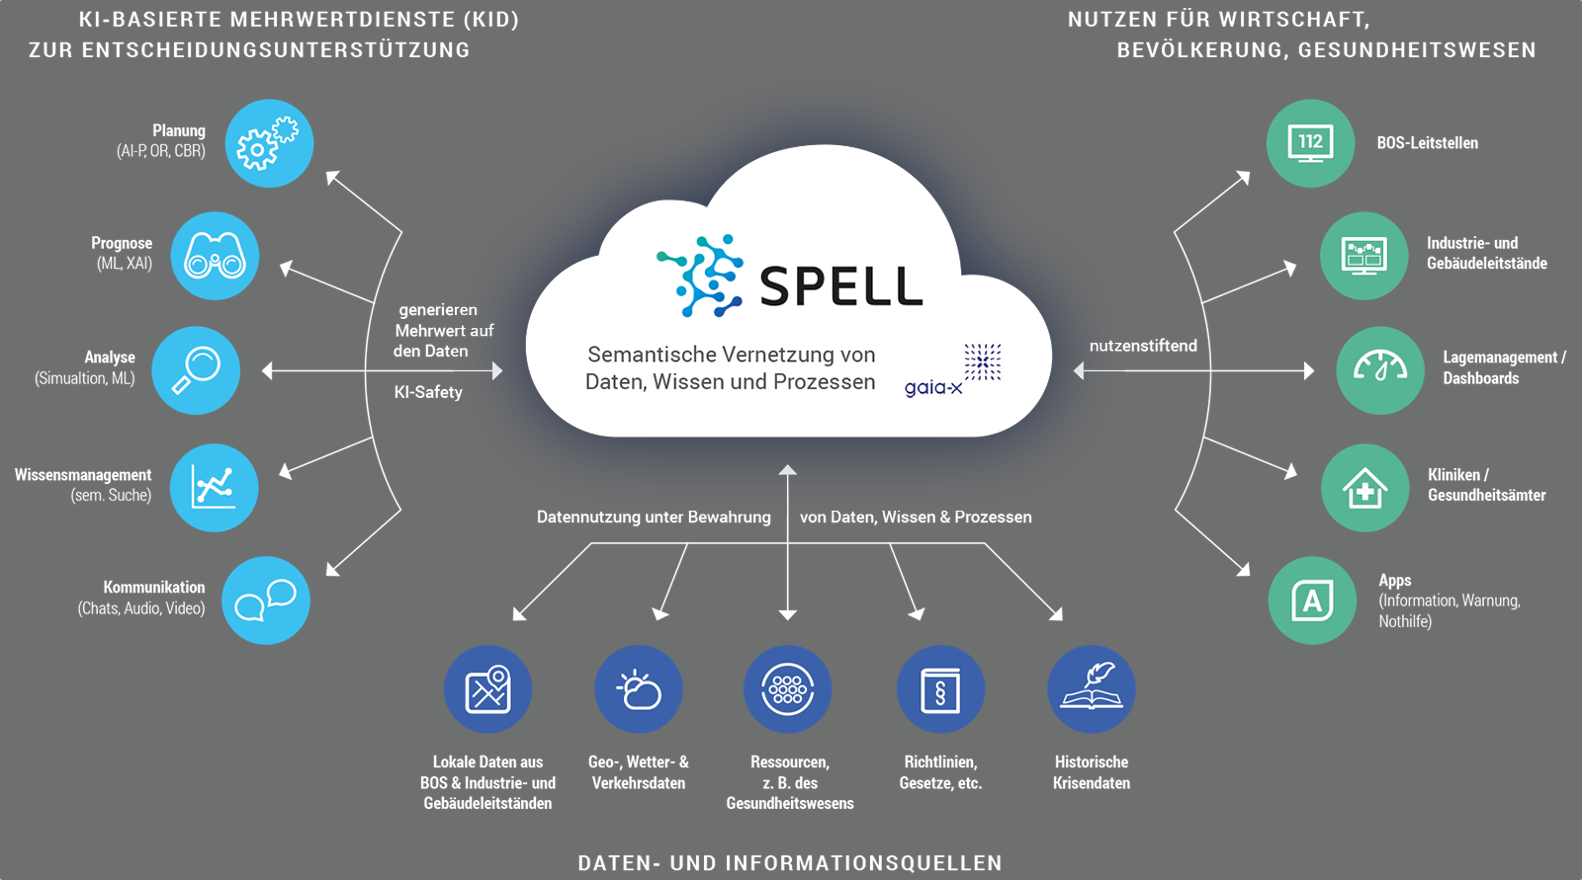 KI-BASIERTE MEHRWERTDIENSTE (KID)
ZUR ENTSCHEIDUNGSUNTERSTÜTZUNG
NUTZEN FÜR WIRTSCHAFT,
BEVÖLKERUNG, GESUNDHEITSWESEN
Planung
(AI-P, OR, CBR)
Prognose
(ML, XAI)
Analyse
(Simualtion, ML)
Wissensmanagement
(sem. Suche)
Kommunikation
(Chats, Audio, Video)
generieren
Mehrwert auf
den Daten
KI-Safety
SPELL
Semantische Vernetzung von
Daten, Wissen und Prozessen
gaia-x
nutzenstiftend
112
BOS-Leitstellen
Industrie- und
Gebäudeleitstände
Lagemanagement /
Dashboards
Kliniken /
Gesundheitsämter
A
Apps
(Information, Warnung,
Nothilfe)
Datennutzung unter Bewahrung
von Daten, Wissen & Prozessen
§
Lokale Daten aus
BOS & Industrie- und
Gebäudeleitständen
Geo-, Wetter- &
Verkehrsdaten
Ressourcen,
z. B. des
Gesundheitswesens
Richtlinien,
Gesetze, etc.
Historische
Krisendaten
DATEN- UND INFORMATIONSQUELLEN